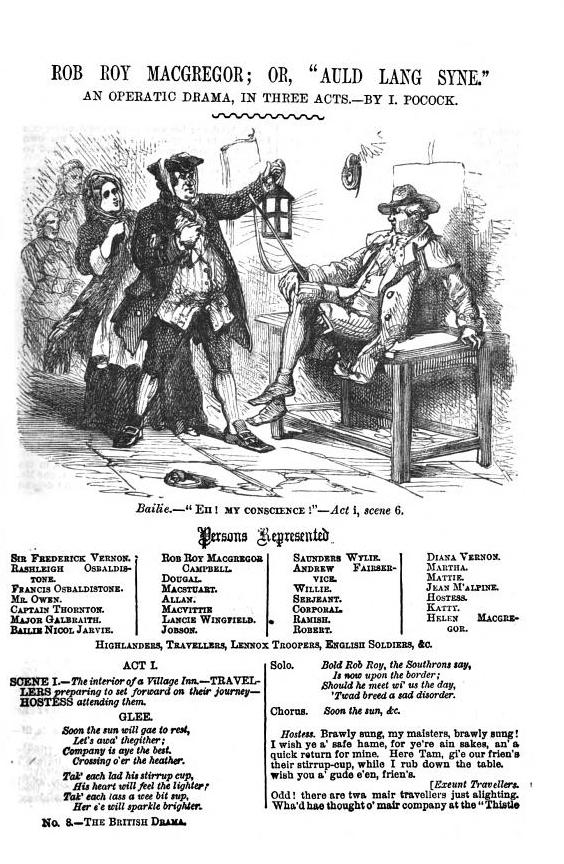 ROB ROY MACGREGOR; OR, "AULD LANG SYNE."
AN OPERATIC DRAMA, IN THREE ACTS.—BY I. POCOCK.
Bailie.—"EH! MY CONSCIENCE!"—Act i, scene 6.
Persons Represented.
SIR FREDERICK VERNON.
RASHLEIGH OSBALDIS-
TONE.
FRANCIS OSBALDISTONE.
MR. OWEN.
CAPTAIN THORNTON.
MAJOR GALBRAITH.
BAILIE NICOL JARVIE.
ROB ROY MACGREGOR
CAMPBELL.
DOUGAL.
MACSTUART.
ALLAN.
MACVITTIE
LANCIE WINGFIELD.
JOBSON.
SAUNDERS WYLIE.
ANDREW FAIRSER-
VICE.
WILLIE.
SERJEANT.
CORPORAL.
RAMISH.
ROBERT.
DIANA VERNON.
MARTHA.
MATTIE.
JEAN M'ALPINE.
HOSTESS.
KATTY.
HELEN MACGRE-
GOR.
HIGHLANDERS, TRAVELLERS, LENNOX TROOPERS, ENGLISH SOLDIERS, &c.
ACT I.
SCENE I.—The interior of a Village Inn.—TRAVEL-
LERS preparing to set forward on their journey—
HOSTESS attending them.
GLEE.
Soon the sun will gae to rest,
Let's awa' thegither;
Company is aye the best.
Crossing o'er the heather.
Tak' each lad his stirrup cup,
His heart will feel the lighter;
Tak' each lass a wee bit sup,
Her e'e will sparkle brighter.
No. 8.—THE BRITISH DRAMA.
Solo. Bold Rob Roy, the Southrons say,
Is now upon the border;
Should he meet wi' us the day,
'Twad breed a sad disorder.
Chorus. Soon the sun, &c.
Hostess. Brawly sung, my maisters, brawly sung!
I wish ye a' safe hame, for ye're ain sakes, an' a
quick return for mine. Here Tam, gi'e our frien's
their stirrup-cup, while I rub down the table.
wish you a' gude e'en, frien's.
[Exeunt Travellers.
Odd! there are twa mair travellers just alighting.
Wha'd hae thought o' mair company at the "Thistle